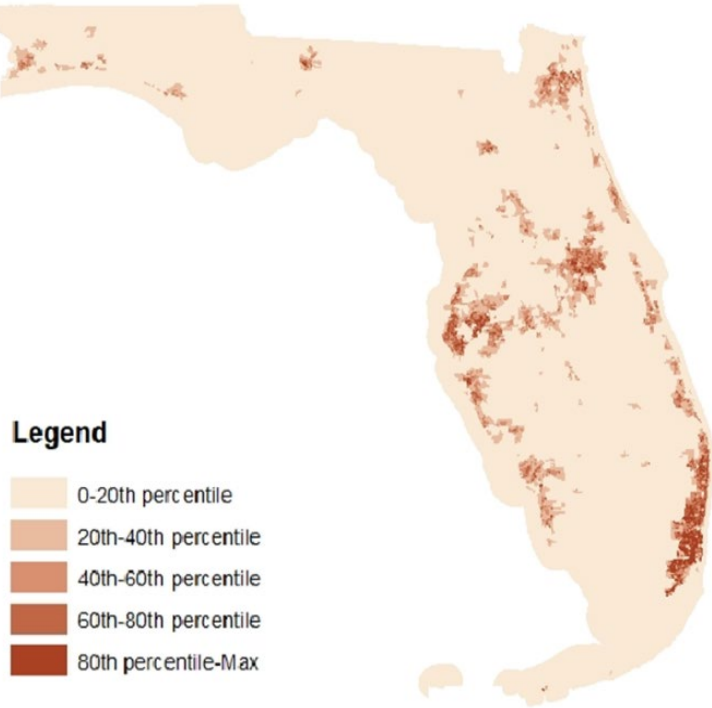 Legend
0-20th percentile
20th-40th percentile
40th-60th percentile
60th-80th percentile
80th percentile-Max